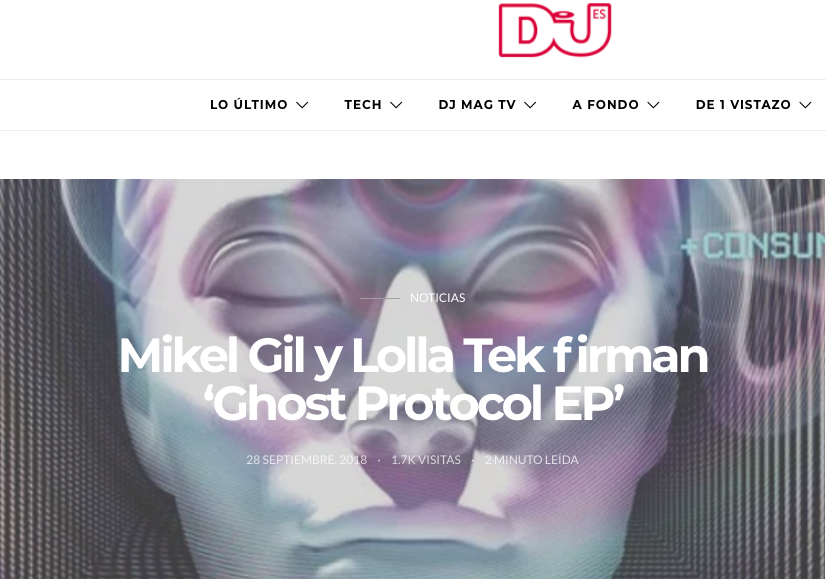 DJ ES
LO ÚLTIMO TECH DJ MAG TV A FONDO DE 1 VISTAZO
+CONSUM
NOTICIAS
Mikel Gil y Lolla Tek firman
‘Ghost Protocol EP’
28 SEPTIEMBRE, 2018 · 1.7K VISITAS · 2 MINUTO LEÍDA